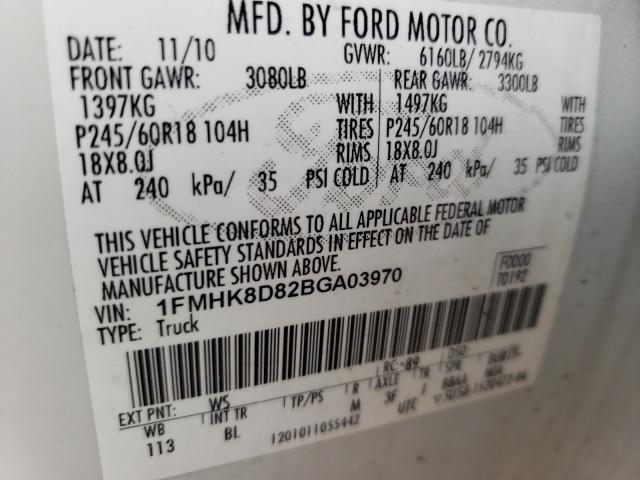 MFD. BY FORD MOTOR CO.
DATE: 11/10 GVWR: 6160LB/ 2794KG
FRONT GAWR: 3080LB REAR GAWR: 3300LB
1397KG WITH 1497KG WITH
P245/60R18 104H TIRES P245/60R18 104H TIRES
18X8.0J RIMS 18X8.0J RIMS
AT 240 kPa/ 35 PSI COLD AT 240 kPa/ 35 PSI COLD
THIS VEHICLE CONFORMS TO ALL APPLICABLE FEDERAL MOTOR
VEHICLE SAFETY STANDARDS IN EFFECT ON THE DATE OF
MANUFACTURE SHOWN ABOVE.
F0000
T0192
VIN: 1FMHK8D82BGA03970
TYPE: Truck
EXT PNT: WS RC: 89 DSO:
WB INT TR TP/PS R AXLE TR SPR
113 BL M 3F J BBAA
1201011055442 UTC